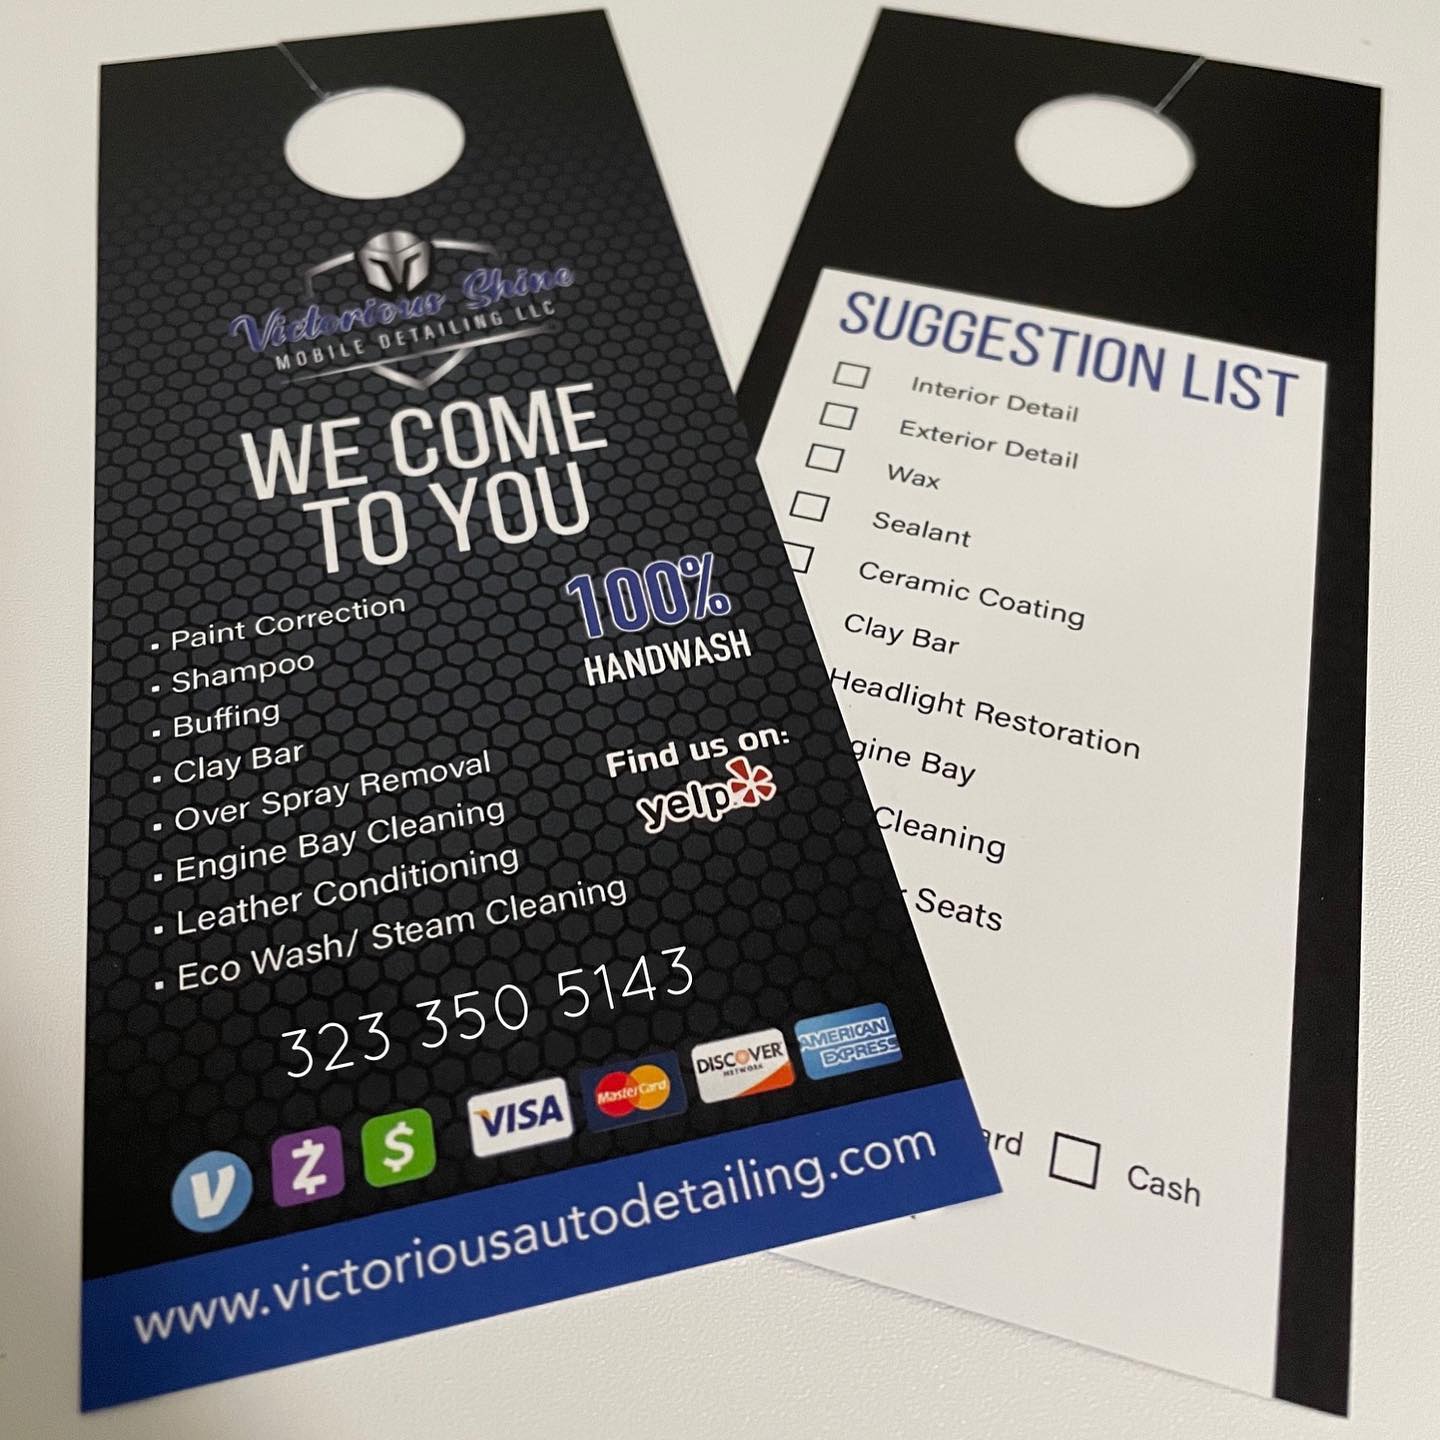 Victorious Shine
MOBILE DETAILING LLC
WE COME
TO YOU
▪ Paint Correction
▪ Shampoo
▪ Buffing
▪ Clay Bar
▪ Over Spray Removal
▪ Engine Bay Cleaning
▪ Leather Conditioning
▪ Eco Wash/ Steam Cleaning
100%
HANDWASH
Find us on:
yelp
323 350 5143
V Z $ VISA MasterCard DISCOVER AMERICAN
NETWORK EXPRESS
www.victoriousautodetailing.com
SUGGESTION LIST
Interior Detail
Exterior Detail
Wax
Sealant
Ceramic Coating
Clay Bar
Headlight Restoration
gine Bay
Cleaning
r Seats
ard Cash